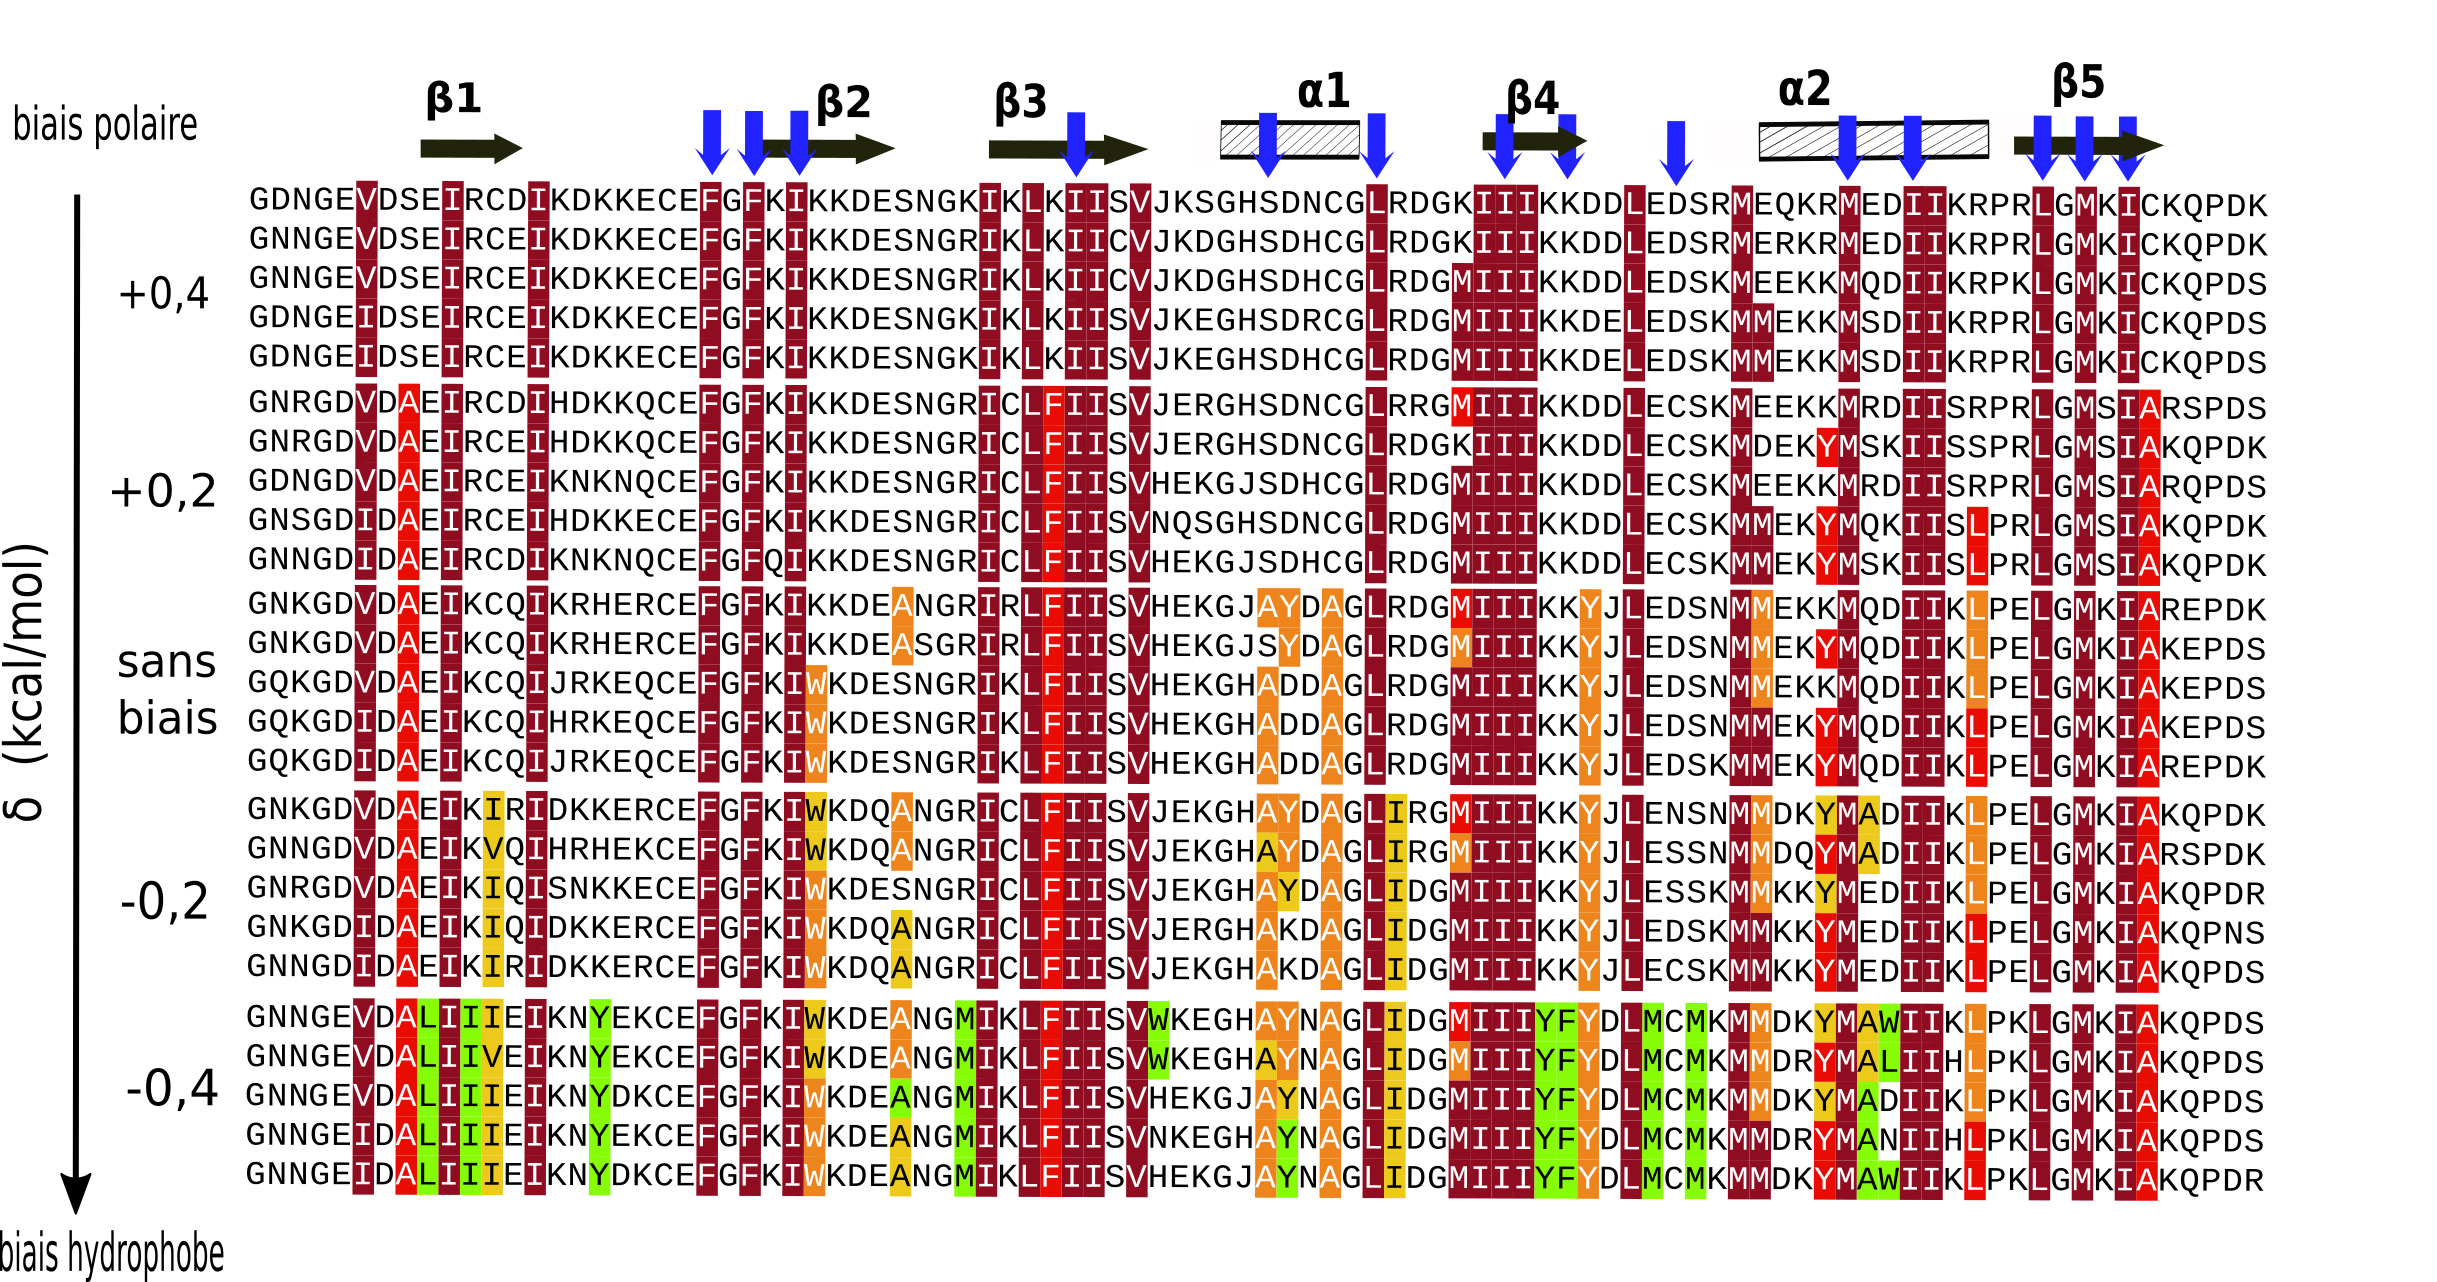 β1 β2 β3 α1 β4 α2 β5
biais polaire
GDNGEVDSEIRCDIKDKKECEFGFKIKKDESNGKIKLKIISVJKSGHSDNCGLRDGKIIIKKDDLEDSRMEQKRMEDIIKRPRLGMKICKQPDK
GNNGEVDSEIRCEIKDKKECEFGFKIKKDESNGRIKLKIICVJKDGHSDHCGLRDGKIIIKKDDLEDSRMERKRMEDIIKRPRLGMKICKQPDK
+0,4
GNNGEVDSEIRCEIKDKKECEFGFKIKKDESNGRIKLKIICVJKDGHSDHCGLRDGMIIIKKDDLEDSKMEEKKMQDIIKRPKLGMKICKQPDS
GDNGEIDSEIRCEIKDKKECEFGFKIKKDESNGKIKLKIISVJKEGHSDRCGLRDGMIIIKKDELEDSKMMEKKMSDIIKRPRLGMKICKQPDS
GDNGEIDSEIRCEIKDKKECEFGFKIKKDESNGKIKLKIISVJKEGHSDHCGLRDGMIIIKKDELEDSKMMEKKMSDIIKRPRLGMKICKQPDS
GNRGDVDAEIRCDIHDKKQCEFGFKIKKDESNGRICLFIISVJERGHSDNCGLRRGMIIIKKDDLECSKMEEKKMRDIISRPRLGMSIARSPDS
GNRGDVDAEIRCEIHDKKQCEFGFKIKKDESNGRICLFIISVJERGHSDNCGLRDGKIIIKKDDLECSKMDEKYMSKIISSPRLGMSIAKQPDK
+0,2
GDNGDVDAEIRCEIKNKNQCEFGFKIKKDESNGRICLFIISVHEKGJSDHCGLRDGMIIIKKDDLECSKMEEKKMRDIISRPRLGMSIARQPDS
GNSGDIDAEIRCEIHDKKECEFGFKIKKDESNGRICLFIISVNQSGHSDNCGLRDGMIIIKKDDLECSKMMEKYMQKIISLPRLGMSIAKQPDK
GNNGDIDAEIRCDIKNKNQCEFGFQIKKDESNGRICLFIISVHEKGJSDHCGLRDGMIIIKKDDLECSKMMEKYMSKIISLPRLGMSIAKQPDK
δ (kcal/mol)
GNKGDVDAEIKCQIKRHERCEFGFKIKKDEANGRIRLFIISVHEKGJAYDAGLRDGMIIIKKYJLEDSNMMEKKMQDIIKLPELGMKIAREPDK
GNKGDVDAEIKCQIKRHERCEFGFKIKKDEASGRIRLFIISVHEKGJSYDAGLRDGMIIIKKYJLEDSNMMEKYMQDIIKLPELGMKIAKEPDS
sans
biais
GQKGDVDAEIKCQIJRKEQCEFGFKIWKDESNGRIKLFIISVHEKGHADDAGLRDGMIIIKKYJLEDSNMMEKKMQDIIKLPELGMKIAKEPDS
GQKGDIDAEIKCQIHRKEQCEFGFKIWKDESNGRIKLFIISVHEKGHADDAGLRDGMIIIKKYJLEDSNMMEKYMQDIIKLPELGMKIAKEPDS
GQKGDIDAEIKCQIJRKEQCEFGFKIWKDESNGRIKLFIISVHEKGHADDAGLRDGMIIIKKYJLEDSKMMEKYMQDIIKLPELGMKIAREPDK
GNKGDVDAEIKIRIDKKERCEFGFKIWKDQANGRICLFIISVJEKGHAYDAGLIRGMIIIKKYJLENSNMMDKYMADIIKLPELGMKIAKQPDK
GNNGDVDAEIKVQIHRHEKCEFGFKIWKDQANGRICLFIISVJEKGHAYDAGLIRGMIIIKKYJLESSNMMDQYMADIIKLPELGMKIARSPDK
-0,2
GNRGDVDAEIKIQISNKKECEFGFKIWKDESNGRICLFIISVJEKGHAYDAGLIDGMIIIKKYJLESSKMMKKYMEDIIKLPELGMKIAKQPDR
GNKGDIDAEIKIQIDKKERCEFGFKIWKDQANGRICLFIISVJERGHAKDAGLIDGMIIIKKYJLEDSKMMKKYMEDIIKLPELGMKIAKQPNS
GNNGDIDAEIKIRIDKKERCEFGFKIWKDQANGRICLFIISVJEKGHAKDAGLIDGMIIIKKYJLECSKMMKKYMEDIIKLPELGMKIAKQPDS
GNNGEVDALIIIEIKNYEKCEFGFKIWKDEANGMIKLFIISVWKEGHAYNAGLIDGMIIIYFYDLMCMKMMDKYMAWIIKLPKLGMKIAKQPDS
GNNGEVDALIIVEIKNYEKCEFGFKIWKDEANGMIKLFIISVWKEGHAYNAGLIDGMIIIYFYDLMCMKMMDRYMALIIHLPKLGMKIAKQPDS
-0,4
GNNGEVDALIIIEIKNYDKCEFGFKIWKDEANGMIKLFIISVHEKGJAYNAGLIDGMIIIYFYDLMCMKMMDKYMADIIKLPKLGMKIAKQPDS
GNNGEIDALIIIEIKNYEKCEFGFKIWKDEANGMIKLFIISVNKEGHAYNAGLIDGMIIIYFYDLMCMKMMDRYMANIIHLPKLGMKIAKQPDS
GNNGEIDALIIIEIKNYDKCEFGFKIWKDEANGMIKLFIISVHEKGJAYNAGLIDGMIIIYFYDLMCMKMMDKYMAWIIKLPKLGMKIAKQPDR
biais hydrophobe